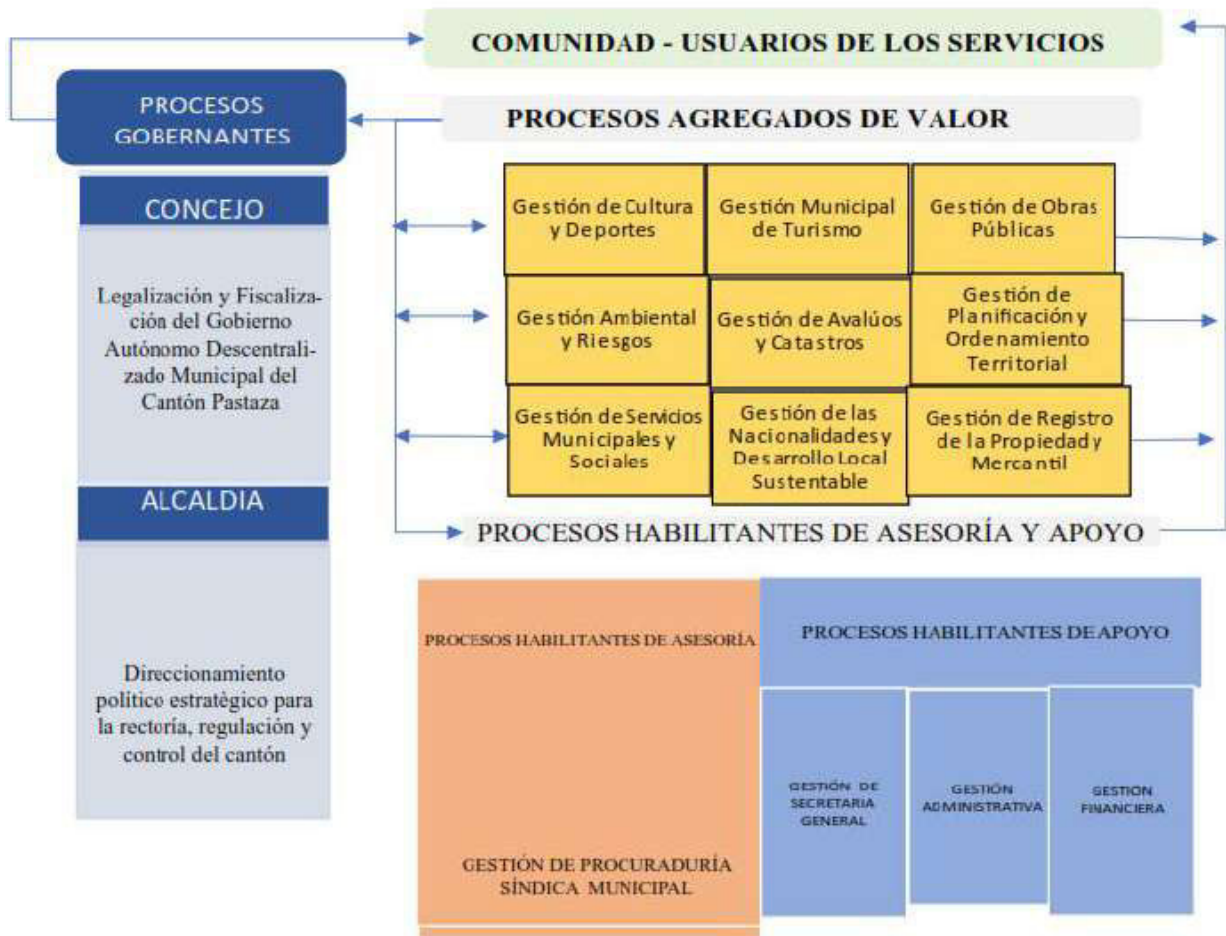 COMUNIDAD - USUARIOS DE LOS SERVICIOS
PROCESOS
GOBERNANTES
CONCEJO
Legalización y Fiscaliza-
ción del Gobierno
Autónomo Descentrali-
zado Municipal del
Cantón Pastaza
ALCALDIA
Direccionamiento
político estratègico para
la rectoría, regulación y
control del cantón
PROCESOS AGREGADOS DE VALOR
Gestión de Cultura
y Deportes
Gestión Municipal
de Turismo
Gestión de Obras
Públicas
Gestión Ambiental
y Riesgos
Gestión de Avalúos
y Catastros
Gestión de
Planificación y
Ordenamiento
Territorial
Gestión de Servicios
Municipales y
Sociales
Gestión de las
Nacionalidades y
Desarrollo Local
Sustentable
Gestión de Registro
de la Propiedad y
Mercantil
PROCESOS HABILITANTES DE ASESORÍA Y APOYO
PROCESOS HABILITANTES DE ASESORÍA
GESTIÓN DE PROCURADURÍA
SÍNDICA MUNICIPAL
PROCESOS HABILITANTES DE APOYO
GESTIÓN DE
SECRETARIA
GENERAL
GESTIÓN
ADMINISTRATIVA
GESTION
FINANCIERA